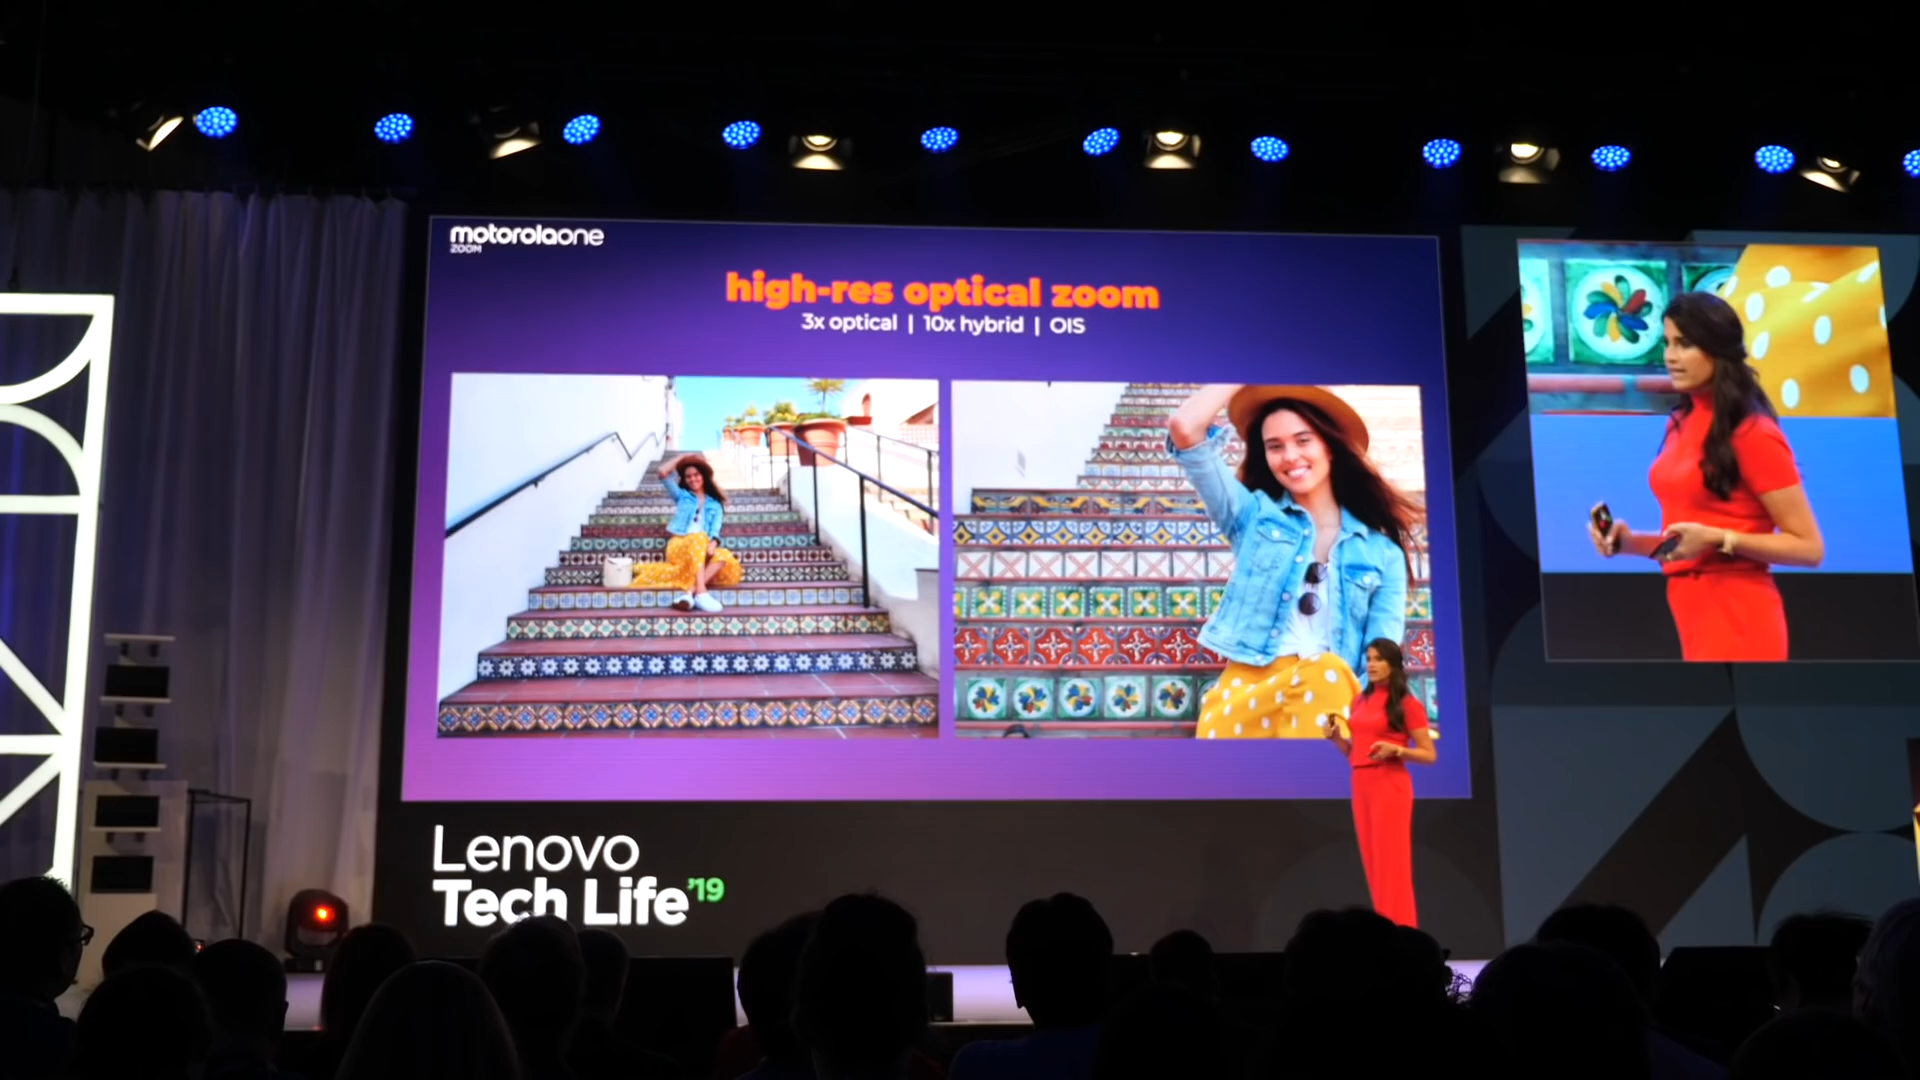 motorolaone
ZOOM
high-res optical zoom
3x optical | 10x hybrid | OIS
Lenovo
Tech Life'19